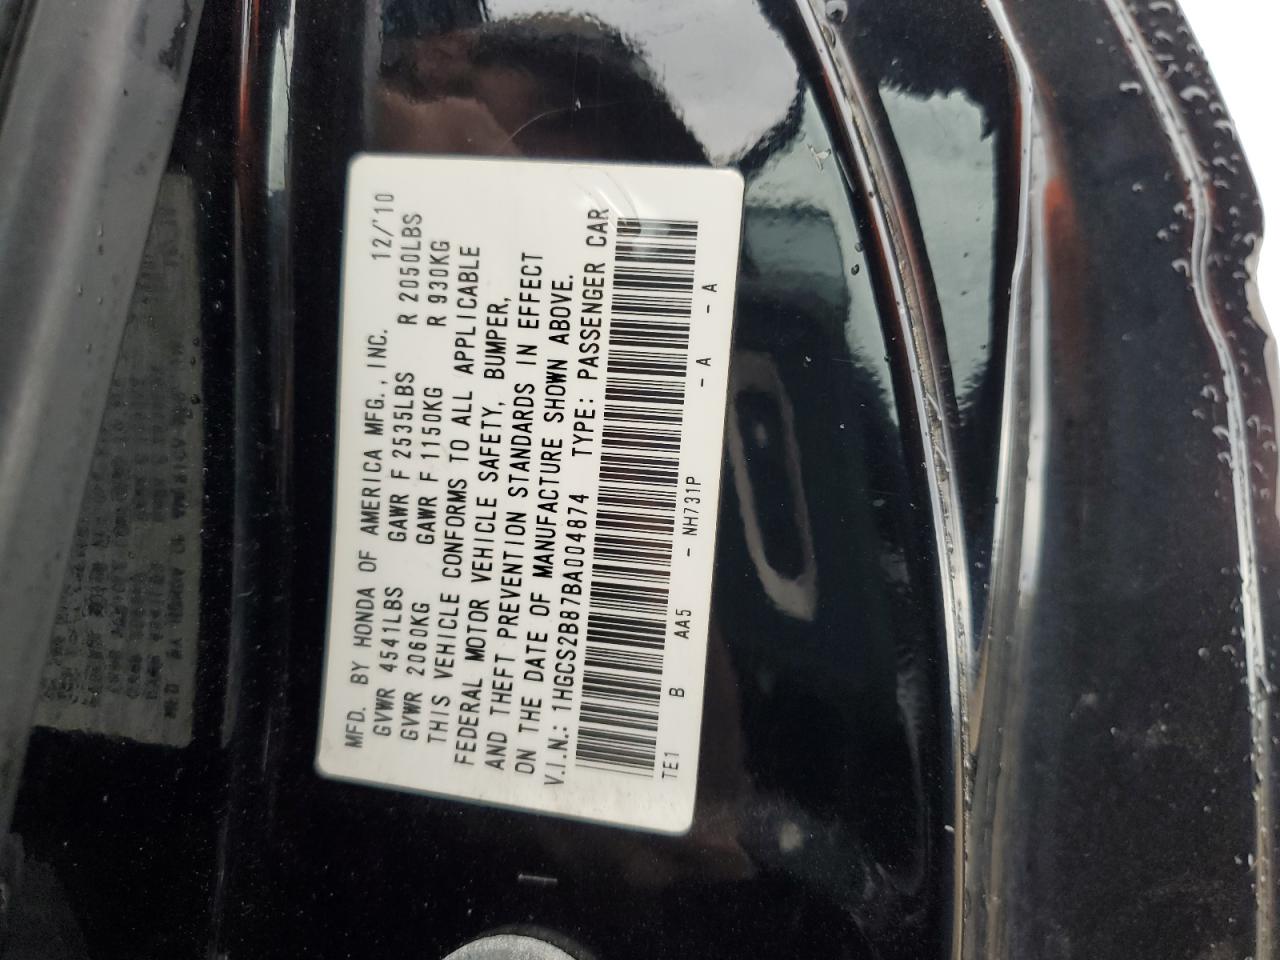 MFD. BY HONDA OF AMERICA MFG., INC. 12/'10
GVWR 4541LBS GAWR F 2535LBS R 2050LBS
GVWR 2060KG GAWR F 1150KG R 930KG
THIS VEHICLE CONFORMS TO ALL APPLICABLE
FEDERAL MOTOR VEHICLE SAFETY, BUMPER,
AND THEFT PREVENTION STANDARDS IN EFFECT
ON THE DATE OF MANUFACTURE SHOWN ABOVE.
V.I.N.: 1HGCS2B87BA004874 TYPE: PASSENGER CAR
TE1 B AA5 - NH731P - A - A